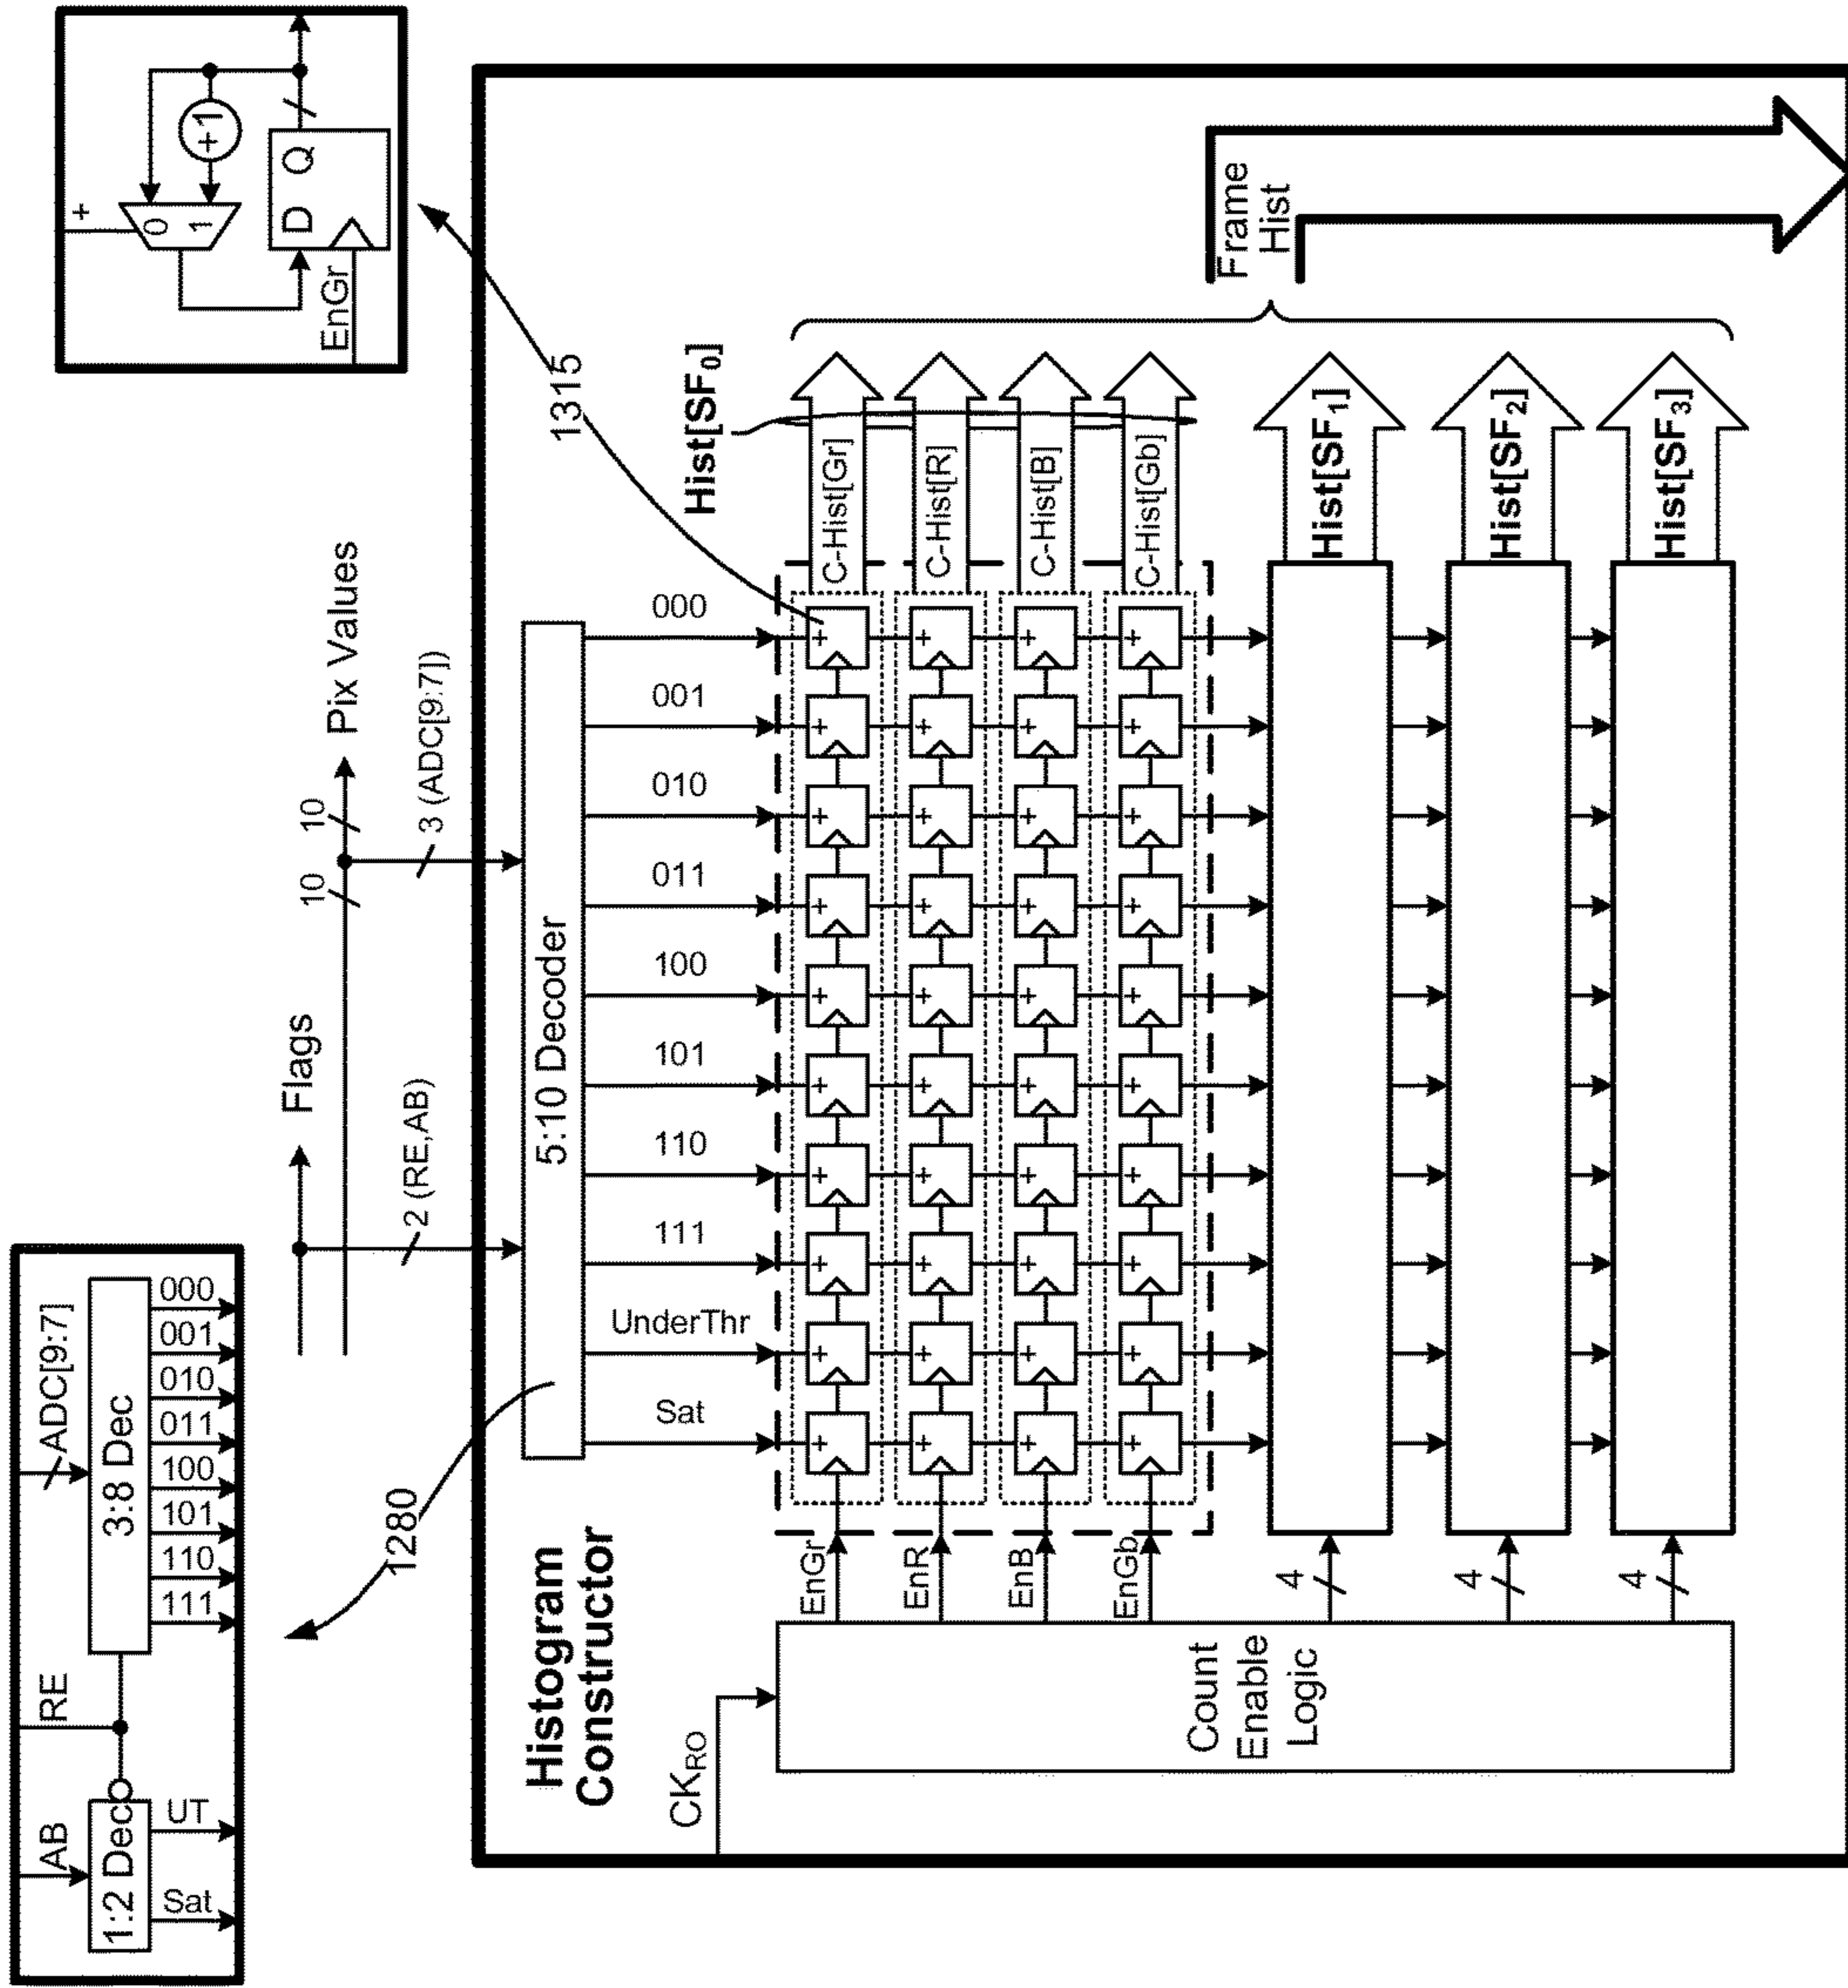 AB
RE
ADC[9:7]
1:2 Dec
3:8 Dec
Sat
UT
111
110
101
100
011
010
001
000
+
0
1
+1
D Q
EnGr
1280
Flags
10
10
Pix Values
2 (RE,AB)
3 (ADC[9:7])
1315
Histogram
Constructor
5:10 Decoder
Sat
UnderThr
111
110
101
100
011
010
001
000
Hist[SF0]
CKRO
Count
Enable
Logic
EnGr
+ + + + + + + + + +
C-Hist[Gr]
EnR
+ + + + + + + + + +
C-Hist[R]
EnB
+ + + + + + + + + +
C-Hist[B]
EnGb
+ + + + + + + + + +
C-Hist[Gb]
4
Hist[SF1]
4
Hist[SF2]
4
Hist[SF3]
Frame
Hist